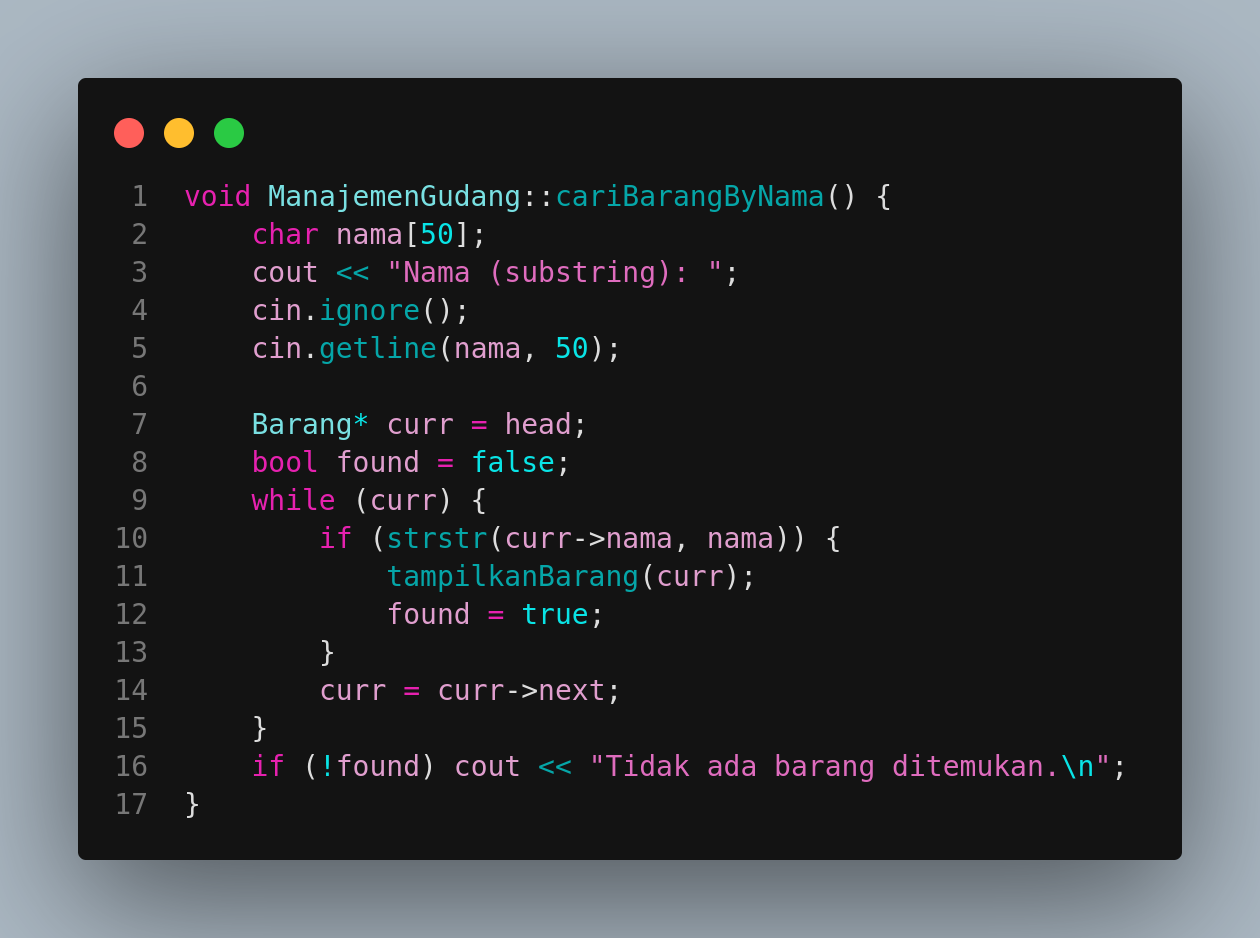 1 void ManajemenGudang::cariBarangByNama() {
2     char nama[50];
3     cout << "Nama (substring): ";
4     cin.ignore();
5     cin.getline(nama, 50);
6
7     Barang* curr = head;
8     bool found = false;
9     while (curr) {
10         if (strstr(curr->nama, nama)) {
11             tampilkanBarang(curr);
12             found = true;
13         }
14         curr = curr->next;
15     }
16     if (!found) cout << "Tidak ada barang ditemukan.\n";
17 }